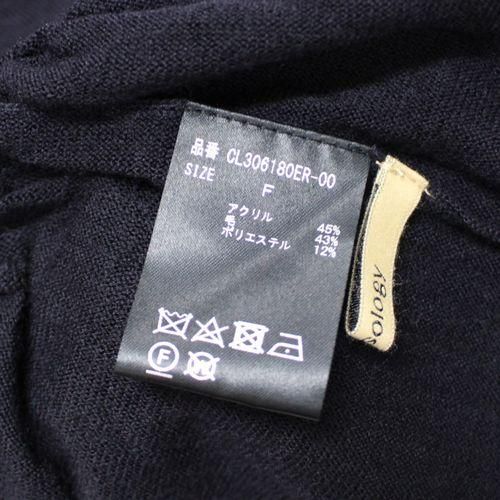 品番 CL306180ER-00
SIZE F
アクリル 45%
毛 43%
ポリエステル 12%
F
sology